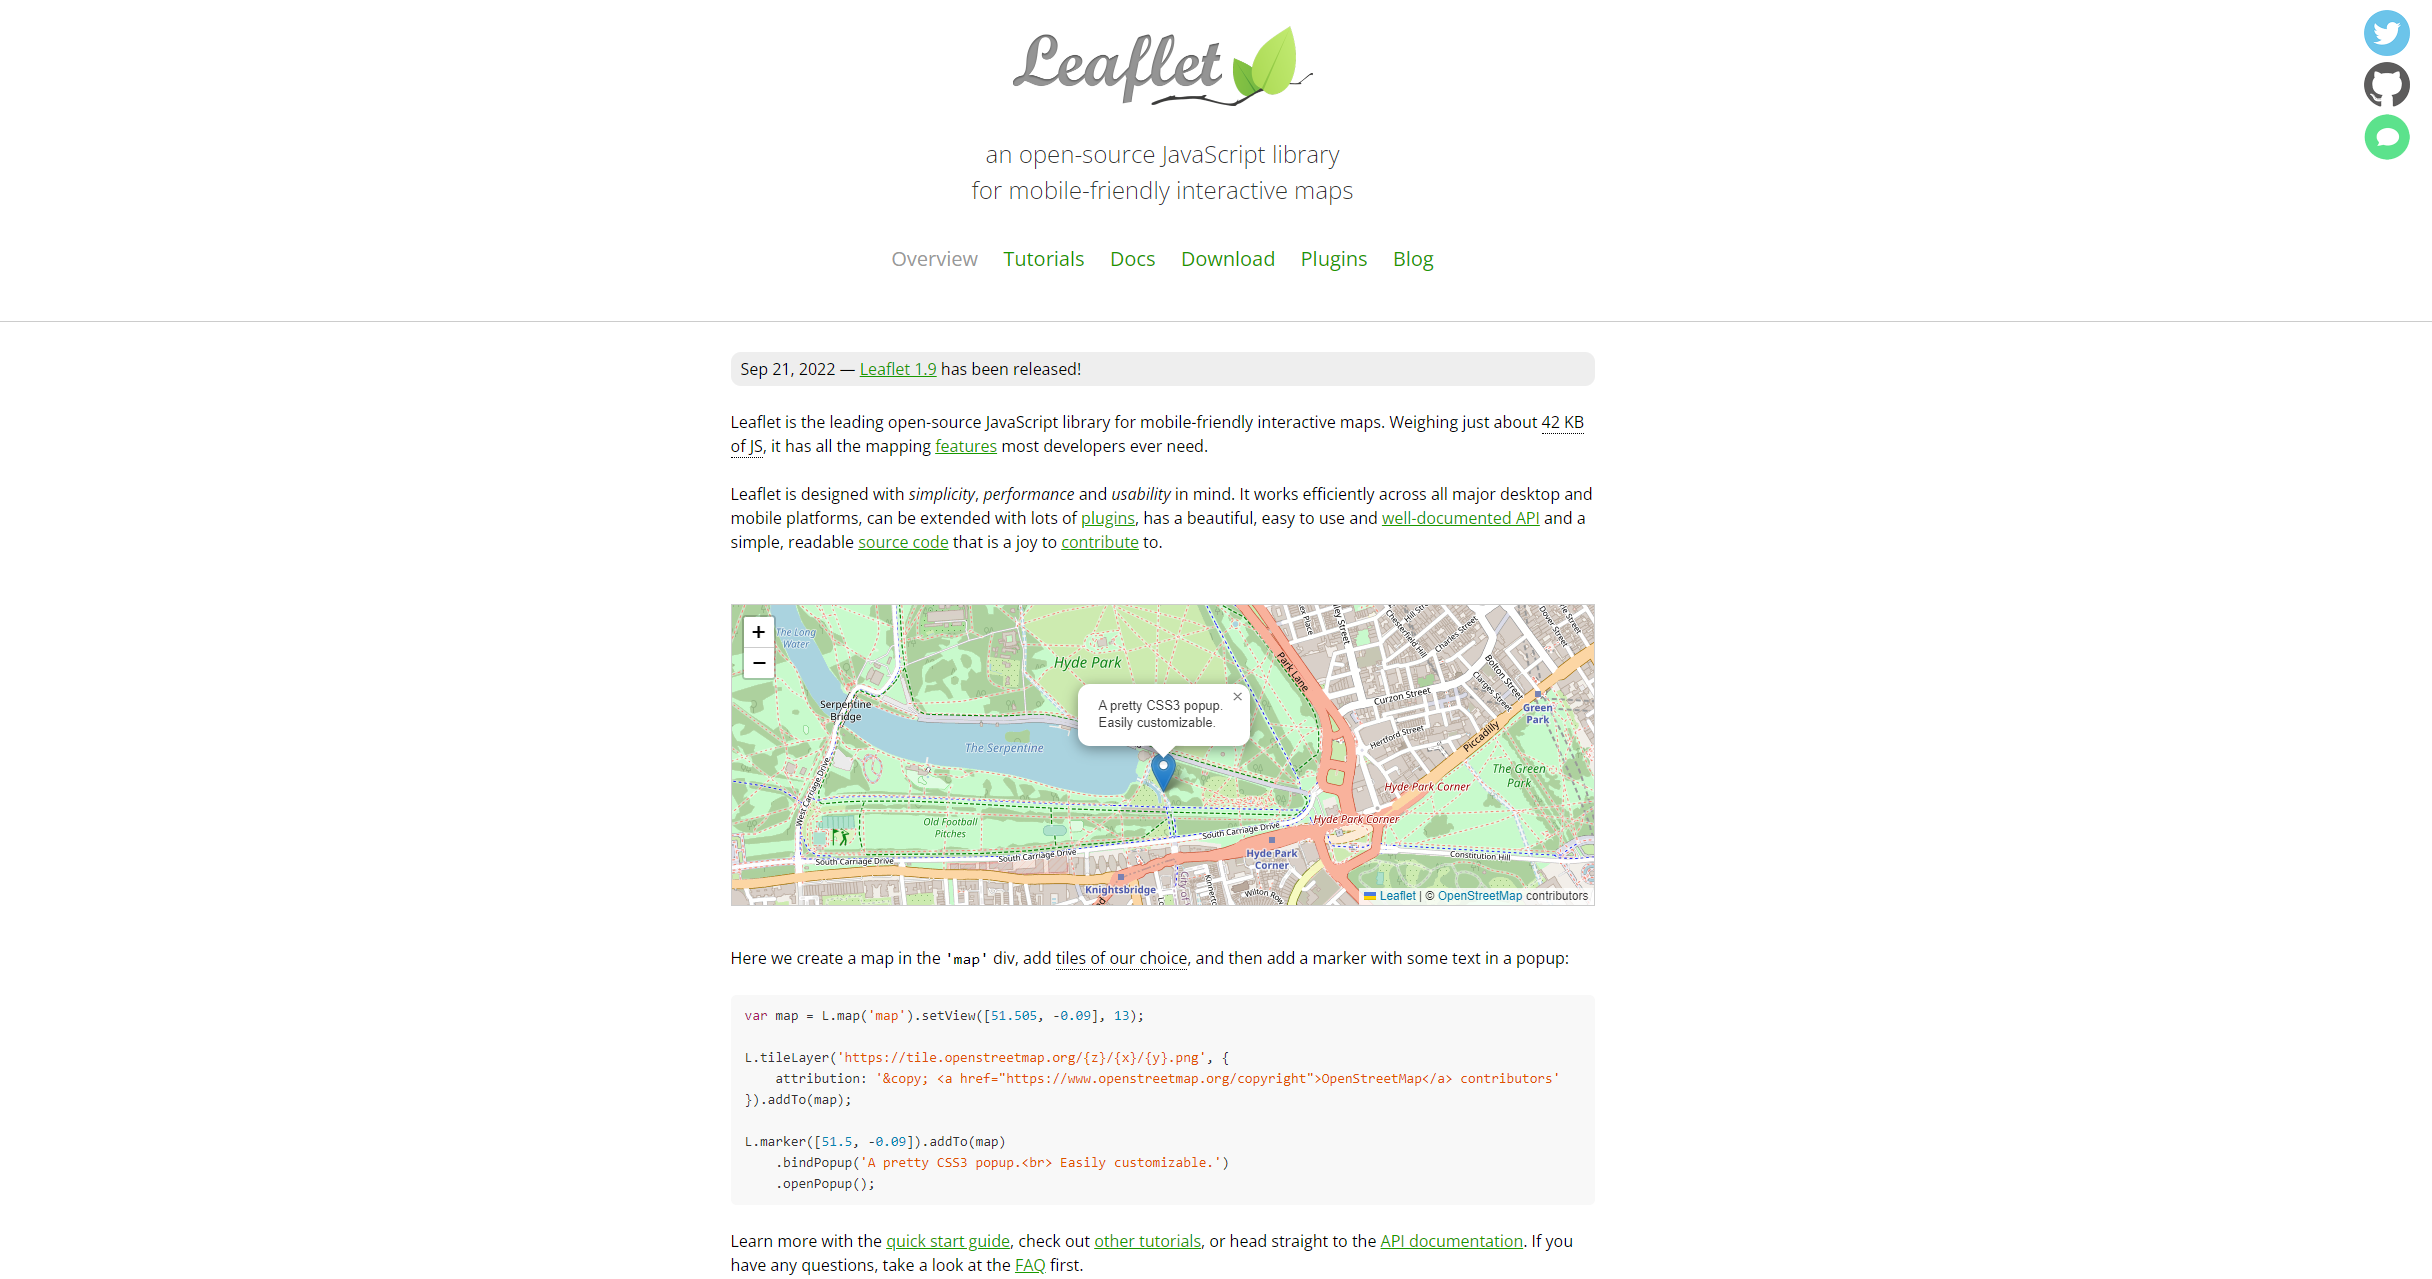 Leaflet
an open-source JavaScript library
for mobile-friendly interactive maps
Overview Tutorials Docs Download Plugins Blog
Sep 21, 2022 — Leaflet 1.9 has been released!
Leaflet is the leading open-source JavaScript library for mobile-friendly interactive maps. Weighing just about 42 KB
of JS, it has all the mapping features most developers ever need.
Leaflet is designed with simplicity, performance and usability in mind. It works efficiently across all major desktop and
mobile platforms, can be extended with lots of plugins, has a beautiful, easy to use and well-documented API and a
simple, readable source code that is a joy to contribute to.
+
−
The Long
Water
Hyde Park
Park Lane
Chesterfield Hill
Charles Street
Bolton Street
Clarges Street
Curzon Street
Dover Street
Serpentine
Bridge
A pretty CSS3 popup.
Easily customizable.
×
Green
Park
The Serpentine
Hertford Street
Piccadilly
The Green
Park
West Carriage Drive
Hyde Park Corner
Hyde Park Corner
Old Football
Pitches
South Carriage Drive
South Carriage Drive
South Carriage Drive
Hyde Park
Corner
Constitution Hill
Knightsbridge
Wilton Row
Leaflet | © OpenStreetMap contributors
Here we create a map in the 'map' div, add tiles of our choice, and then add a marker with some text in a popup:
var map = L.map('map').setView([51.505, -0.09], 13);
L.tileLayer('https://tile.openstreetmap.org/{z}/{x}/{y}.png', {
    attribution: '&copy; <a href="https://www.openstreetmap.org/copyright">OpenStreetMap</a> contributors'
}).addTo(map);
L.marker([51.5, -0.09]).addTo(map)
    .bindPopup('A pretty CSS3 popup.<br> Easily customizable.')
    .openPopup();
Learn more with the quick start guide, check out other tutorials, or head straight to the API documentation. If you
have any questions, take a look at the FAQ first.